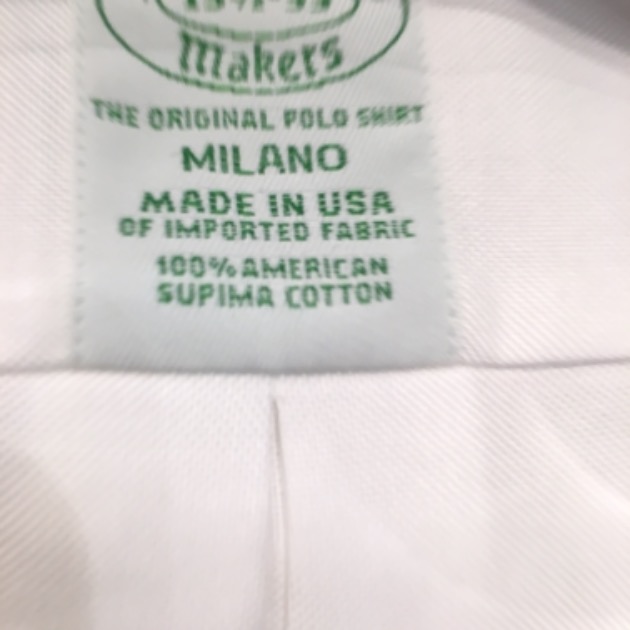 Makers
THE ORIGINAL POLO SHIRT
MILANO
MADE IN USA
OF IMPORTED FABRIC
100% AMERICAN
SUPIMA COTTON